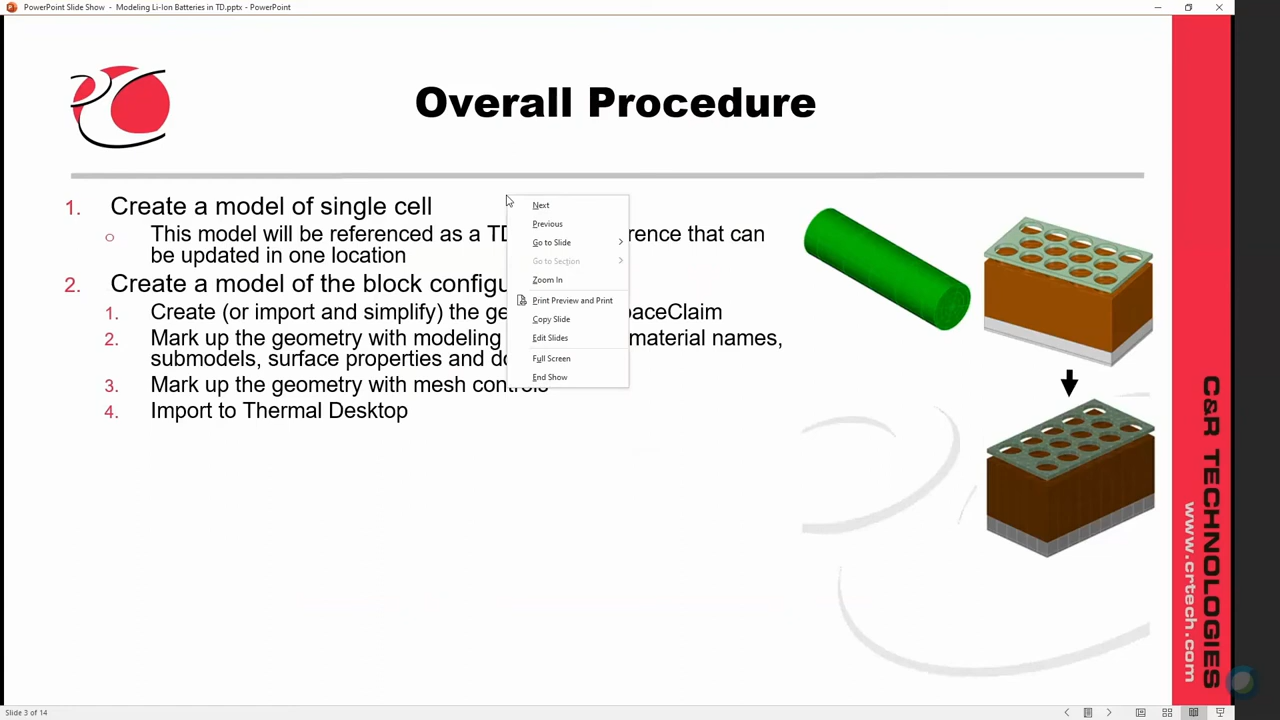 PowerPoint Slide Show - Modeling Li-Ion Batteries in TD.pptx - PowerPoint
Overall Procedure
1. Create a model of single cell
o This model will be referenced as a TD rence that can
be updated in one location
2. Create a model of the block configu
1. Create (or import and simplify) the ge paceClaim
2. Mark up the geometry with modeling material names,
submodels, surface properties and do
3. Mark up the geometry with mesh controls
4. Import to Thermal Desktop
Next
Previous
Go to Slide
Go to Section
Zoom In
Print Preview and Print
Copy Slide
Edit Slides
Full Screen
End Show
C&R TECHNOLOGIES
www.crtech.com
Slide 3 of 14